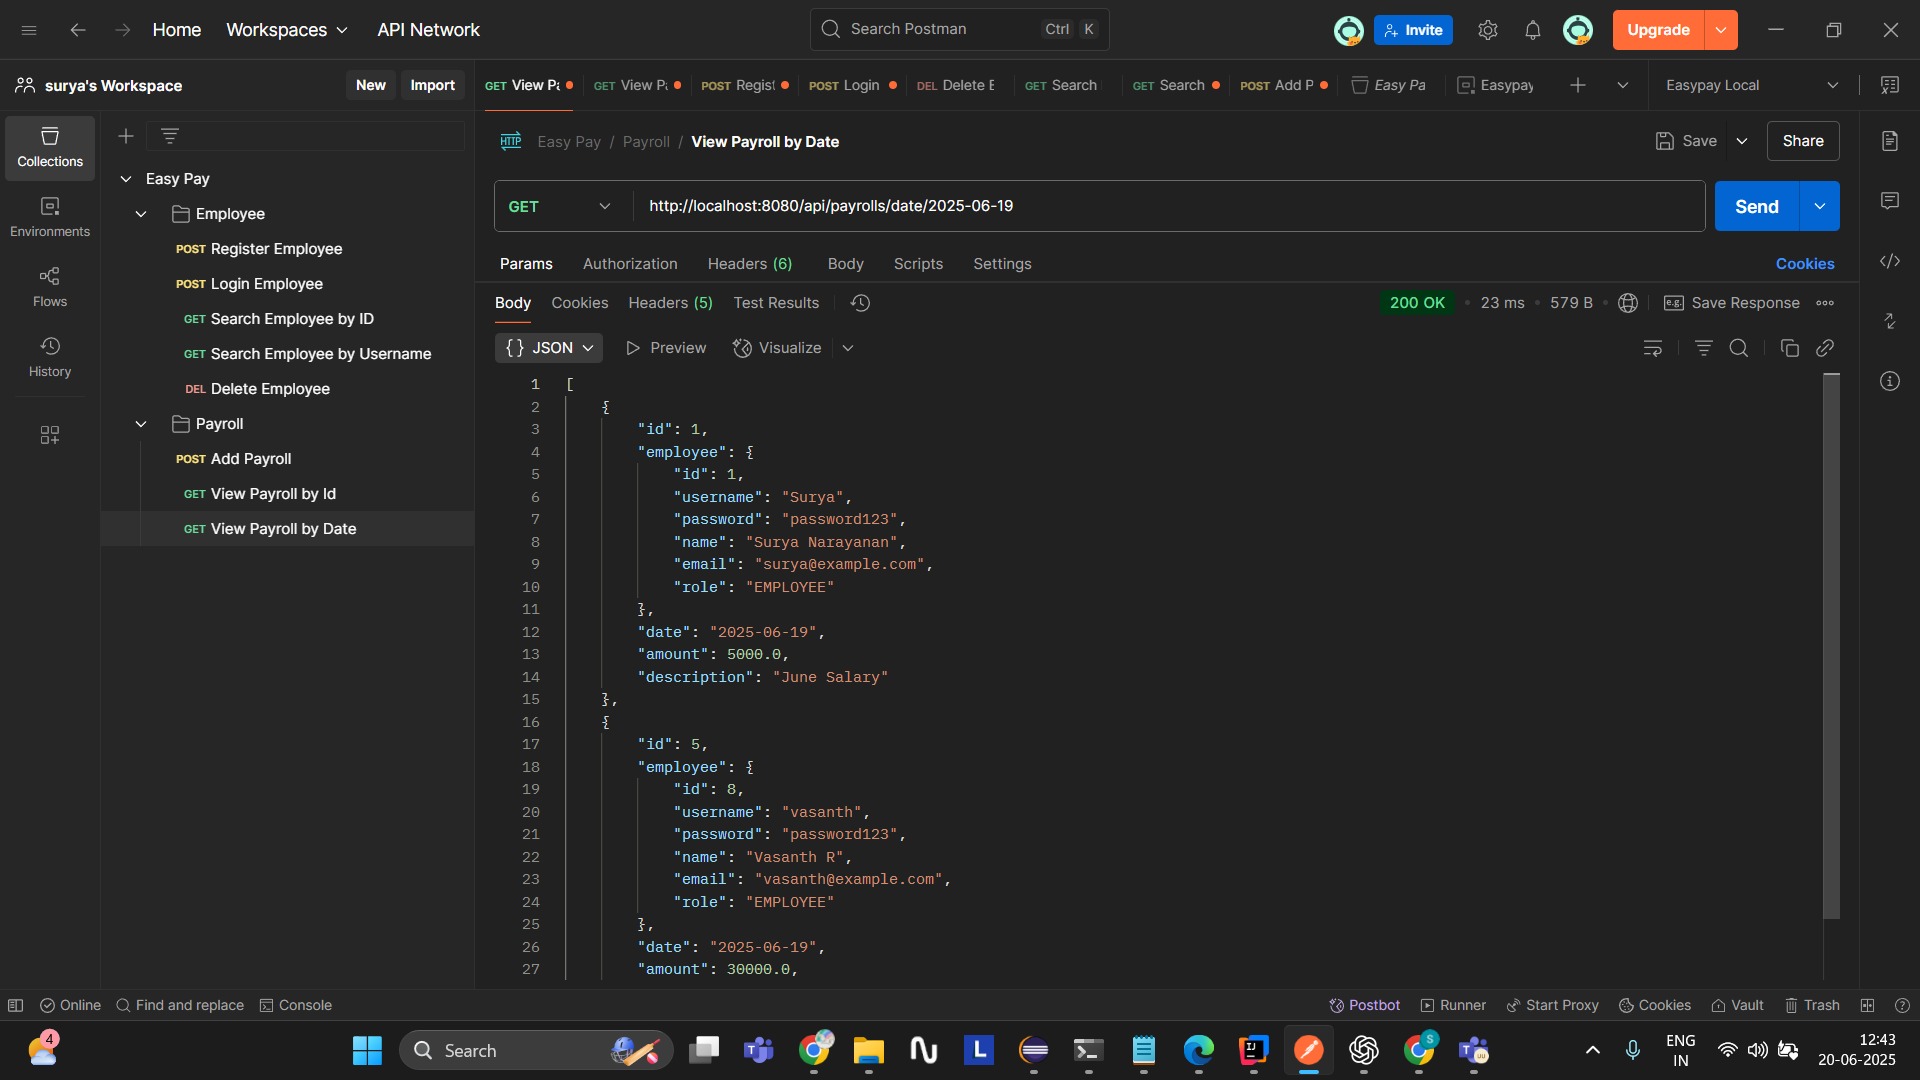 Home
Workspaces
API Network
Search Postman
Ctrl K
Invite
Upgrade
surya's Workspace
New
Import
GET View Pa
GET View Pa
POST Regist
POST Login
DEL Delete E
GET Search
GET Search
POST Add P
Easy Pa
Easypay
Easypay Local
Collections
Environments
Flows
History
Easy Pay
Employee
POST Register Employee
POST Login Employee
GET Search Employee by ID
GET Search Employee by Username
DEL Delete Employee
Payroll
POST Add Payroll
GET View Payroll by Id
GET View Payroll by Date
HTTP Easy Pay / Payroll / View Payroll by Date
Save
Share
GET
http://localhost:8080/api/payrolls/date/2025-06-19
Send
Params Authorization Headers (6) Body Scripts Settings
Cookies
Body Cookies Headers (5) Test Results
200 OK • 23 ms • 579 B
e.g. Save Response
{} JSON
Preview
Visualize
1 [
2 {
3 "id": 1,
4 "employee": {
5 "id": 1,
6 "username": "Surya",
7 "password": "password123",
8 "name": "Surya Narayanan",
9 "email": "surya@example.com",
10 "role": "EMPLOYEE"
11 },
12 "date": "2025-06-19",
13 "amount": 5000.0,
14 "description": "June Salary"
15 },
16 {
17 "id": 5,
18 "employee": {
19 "id": 8,
20 "username": "vasanth",
21 "password": "password123",
22 "name": "Vasanth R",
23 "email": "vasanth@example.com",
24 "role": "EMPLOYEE"
25 },
26 "date": "2025-06-19",
27 "amount": 30000.0,
Online
Find and replace
Console
Postbot
Runner
Start Proxy
Cookies
Vault
Trash
4
Search
L
S
ENG
IN
12:43
20-06-2025